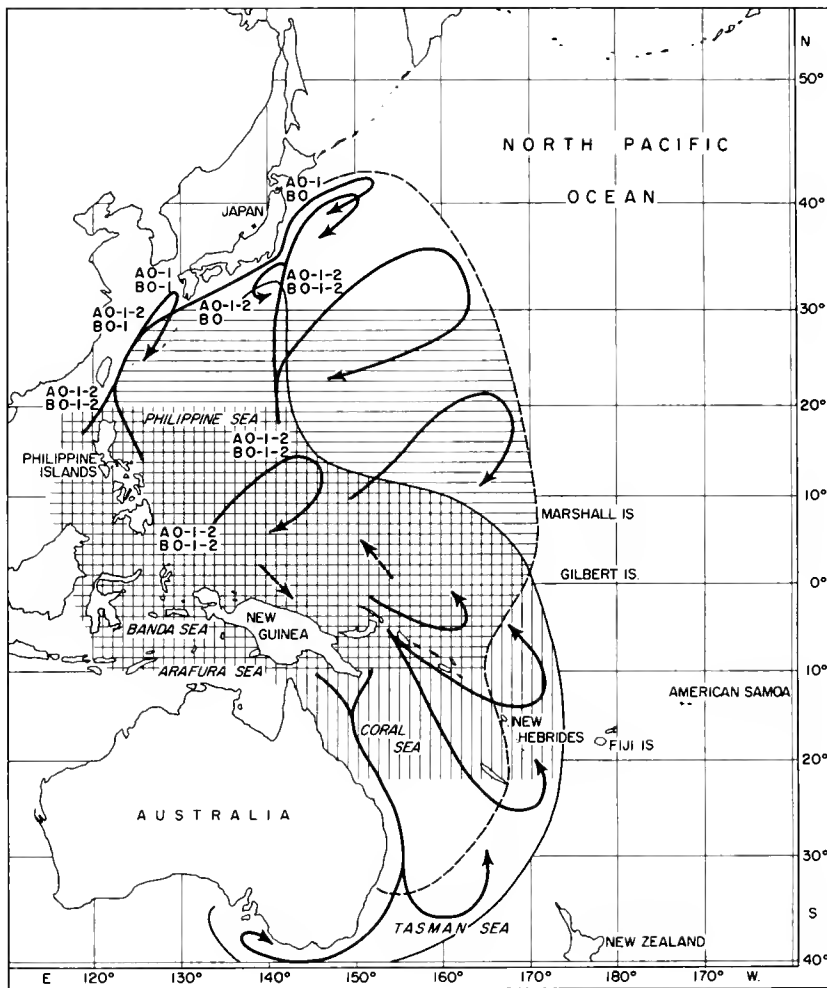 N
50°
NORTH PACIFIC
OCEAN
AO-1
BO
40°
JAPAN
AO-1
BO-1
AO-1-2
BO-1-2
AO-1-2
BO-1
AO-1-2
BO
30°
AO-1-2
BO-1-2
20°
PHILIPPINE SEA
AO-1-2
BO-1-2
PHILIPPINE
ISLANDS
10°
MARSHALL IS
AO-1-2
BO-1-2
GILBERT IS.
0°
NEW
GUINEA
BANDA SEA
ARAFURA SEA
10°
AMERICAN SAMOA
CORAL
SEA
NEW
HEBRIDES
FIJI IS
20°
AUSTRALIA
30°
S
TASMAN SEA
NEW ZEALAND
40°
E 120° 130° 140° 150° 160° 170° 180° 170° W.